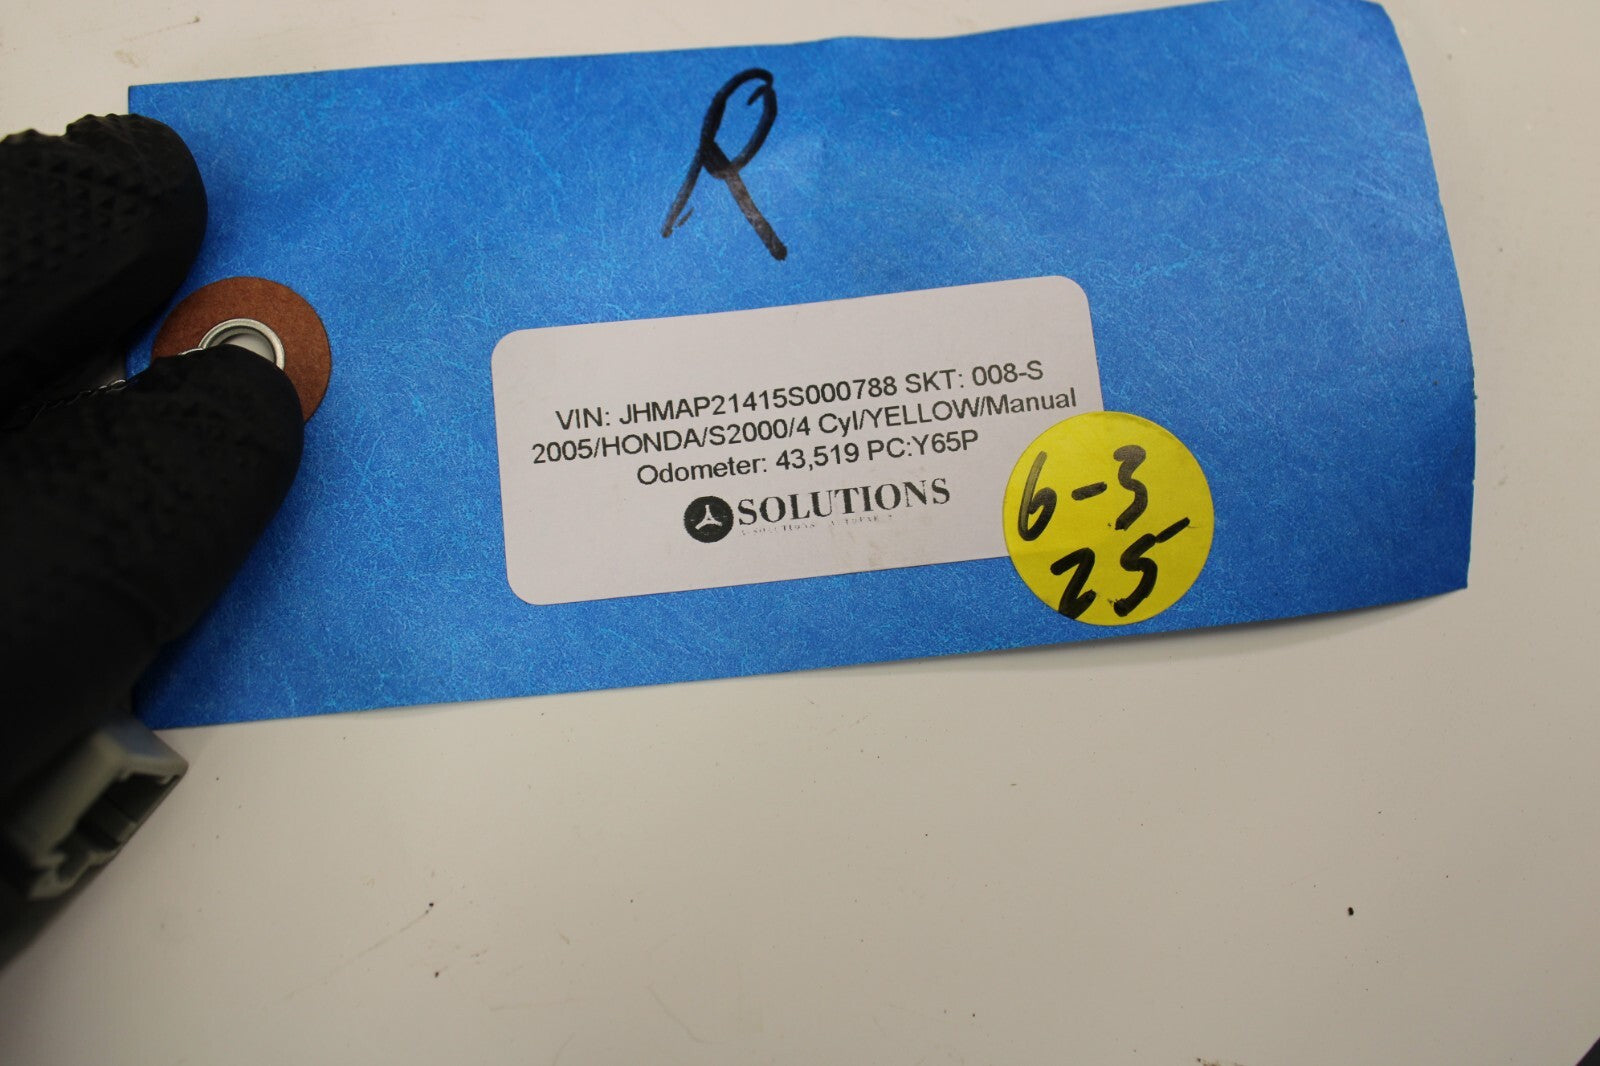 R
VIN: JHMAP21415S000788 SKT: 008-S
2005/HONDA/S2000/4 Cyl/YELLOW/Manual
Odometer: 43,519 PC:Y65P
SOLUTIONS
6-3
25